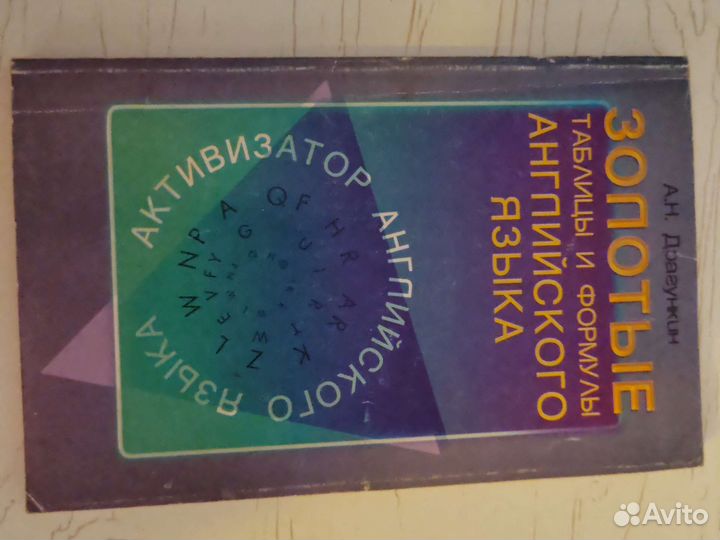 А.Н. Драгункин
ЗОЛОТЫЕ
ТАБЛИЦЫ И ФОРМУЛЫ
АНГЛИЙСКОГО
ЯЗЫКА
АКТИВИЗАТОР АНГЛИЙСКОГО ЯЗЫКА
Avito